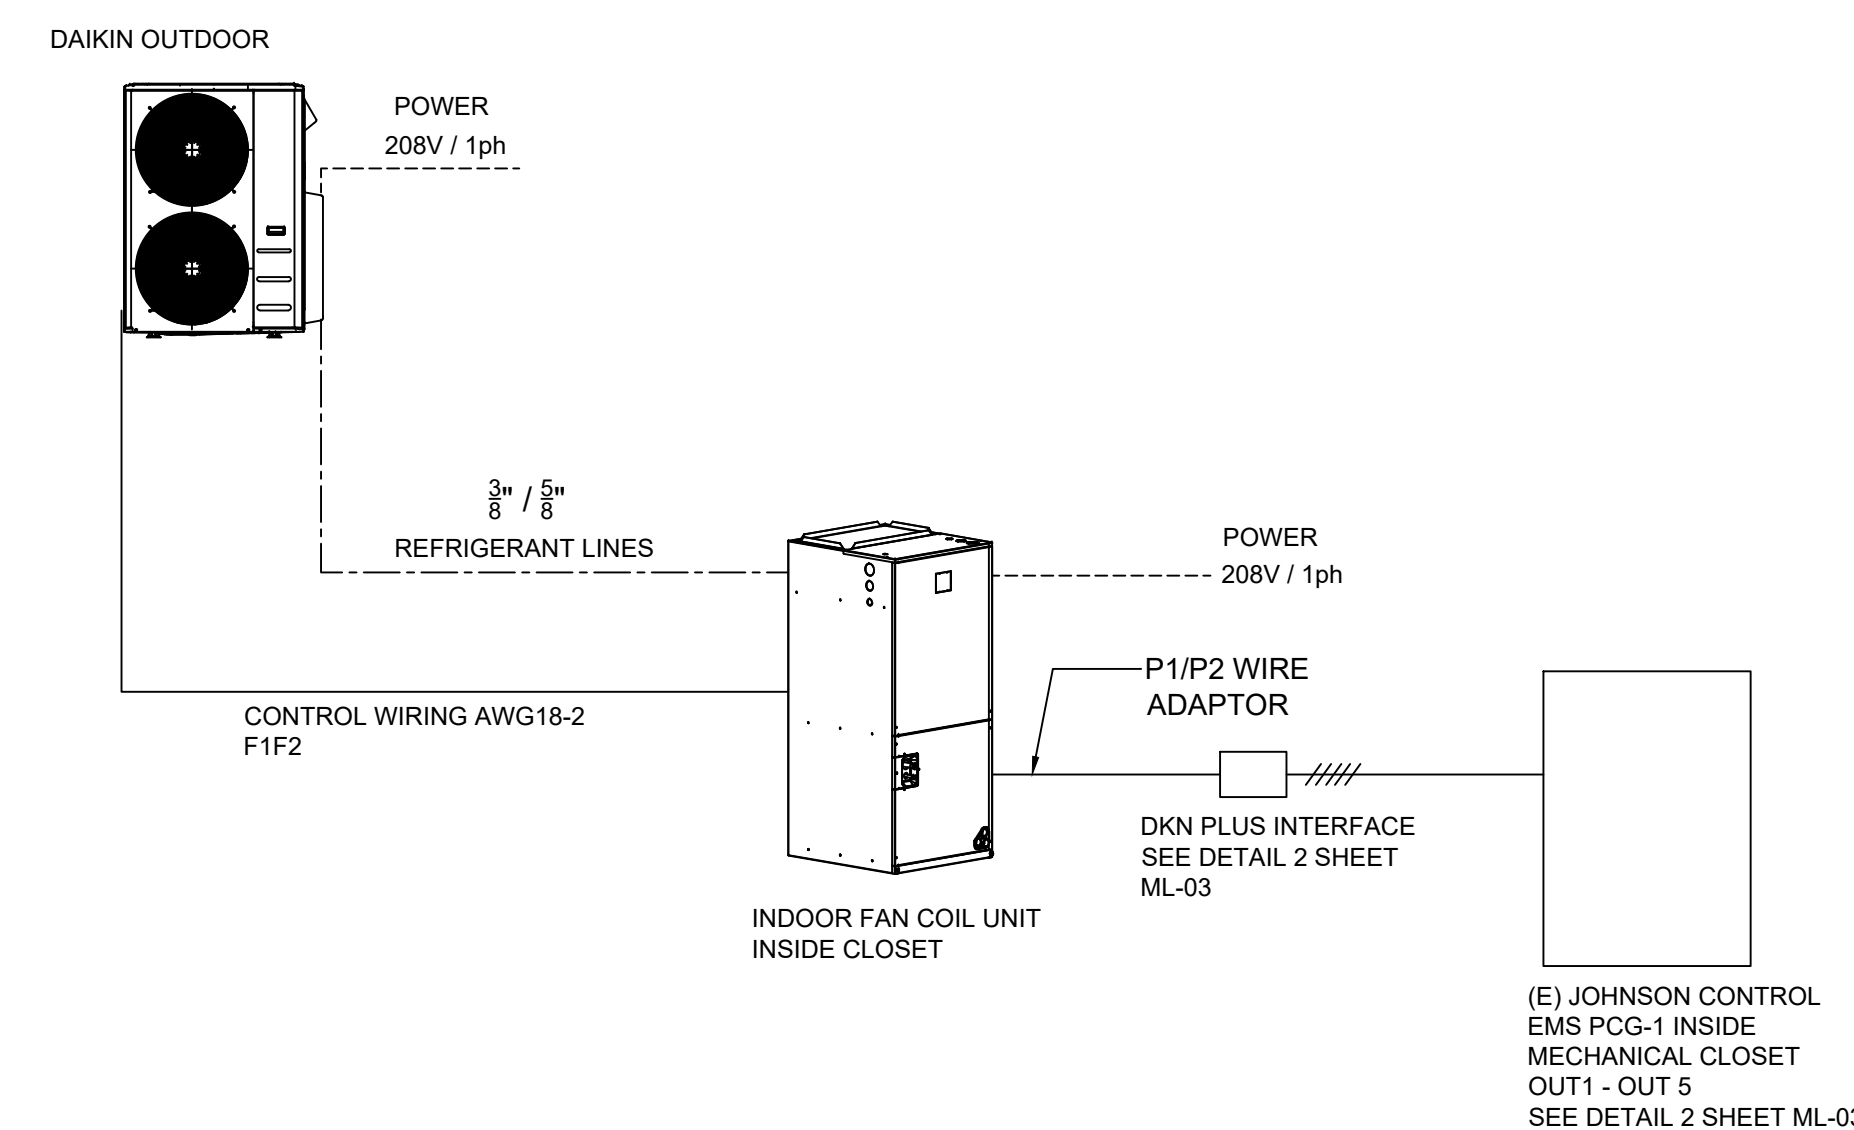 DAIKIN OUTDOOR
POWER
208V / 1ph
3/8" / 5/8"
REFRIGERANT LINES
CONTROL WIRING AWG18-2
F1F2
POWER
208V / 1ph
P1/P2 WIRE
ADAPTOR
DKN PLUS INTERFACE
SEE DETAIL 2 SHEET
ML-03
INDOOR FAN COIL UNIT
INSIDE CLOSET
(E) JOHNSON CONTROL
EMS PCG-1 INSIDE
MECHANICAL CLOSET
OUT1 - OUT 5
SEE DETAIL 2 SHEET ML-03